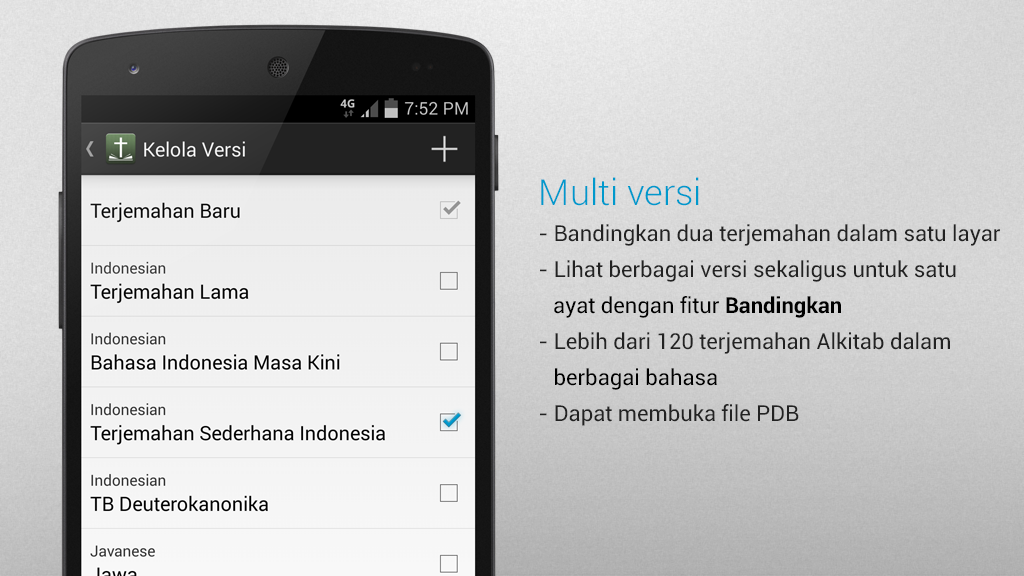 4G
7:52 PM
Kelola Versi
Terjemahan Baru
Indonesian
Terjemahan Lama
Indonesian
Bahasa Indonesia Masa Kini
Indonesian
Terjemahan Sederhana Indonesia
Indonesian
TB Deuterokanonika
Javanese
Jawa
Multi versi
- Bandingkan dua terjemahan dalam satu layar
- Lihat berbagai versi sekaligus untuk satu
ayat dengan fitur Bandingkan
- Lebih dari 120 terjemahan Alkitab dalam
berbagai bahasa
- Dapat membuka file PDB